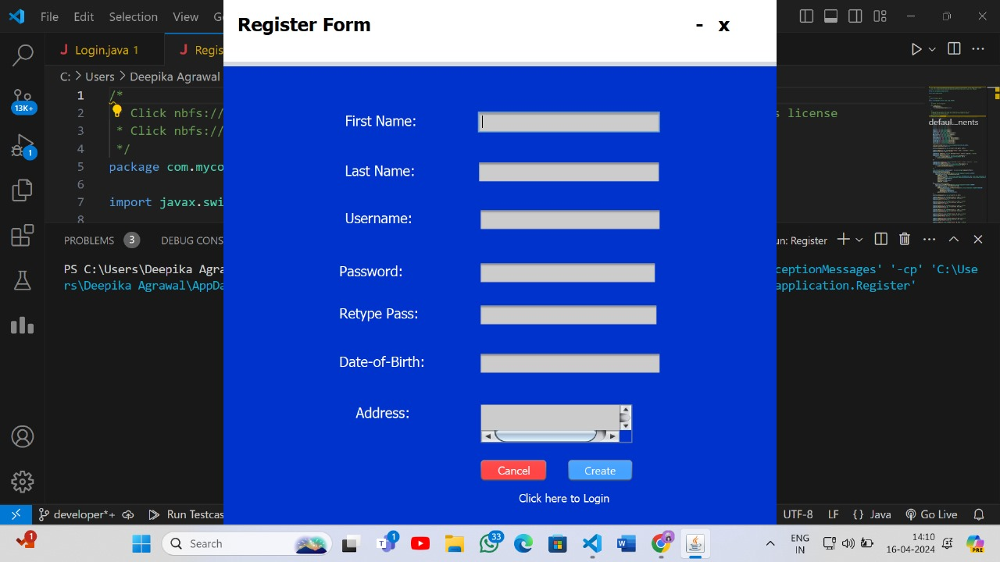 File Edit Selection View G
Register Form - x
J Login.java 1
J Regis
C: > Users > Deepika Agrawal
13K+
1
1 /*
2 Click nbfs:// s license
3 * Click nbfs://
4 */
5 package com.myco
6
7 import javax.swi
8
defaul...nents
First Name:
Last Name:
Username:
Password:
Retype Pass:
Date-of-Birth:
Address:
Cancel Create
Click here to Login
PROBLEMS 3 DEBUG CONS un: Register
PS C:\Users\Deepika Agra ceptionMessages' '-cp' 'C:\Use
rs\Deepika Agrawal\AppDa application.Register'
developer*+ Run Testcas UTF-8 LF {} Java Go Live
1 Search 1 33 ENG 14:10
IN 16-04-2024 PRE